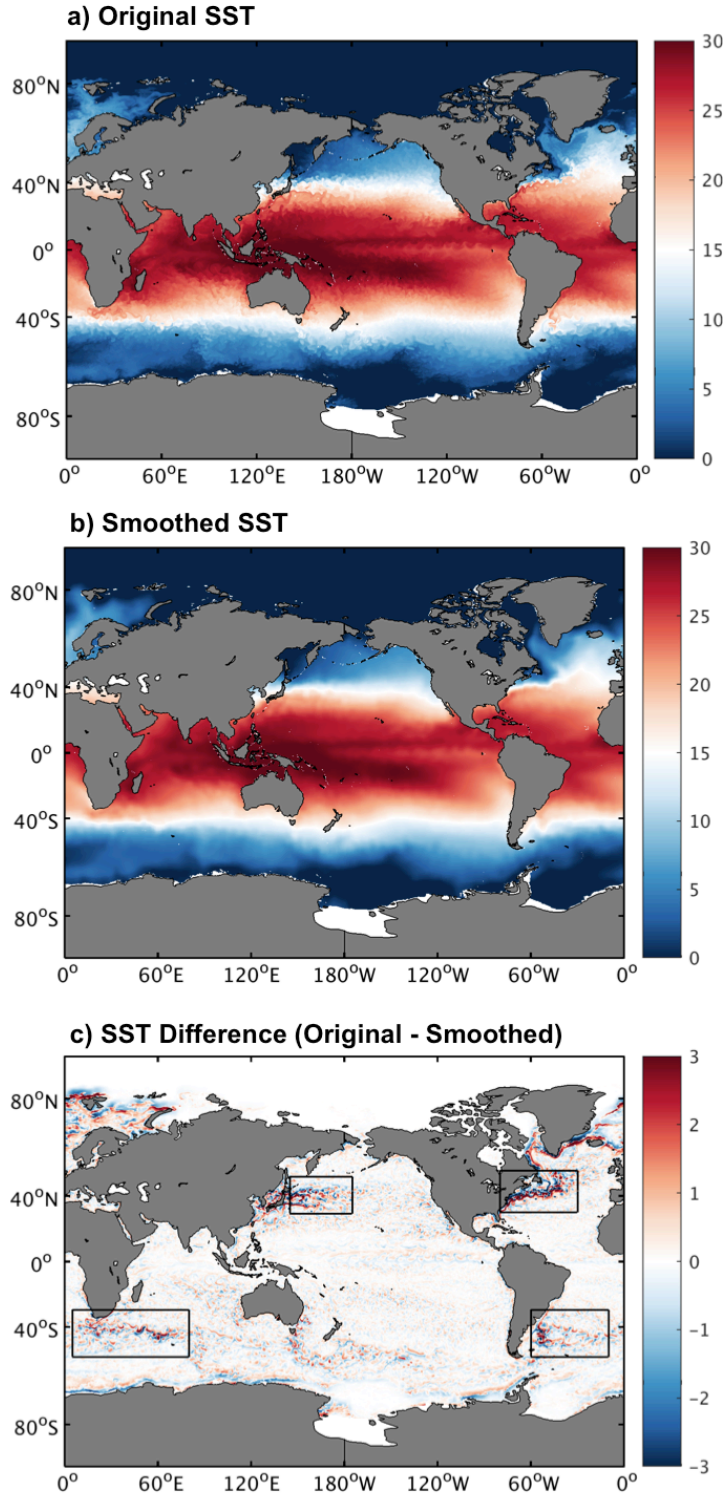 a) Original SST
80°N
40°N
0°
40°S
80°S
0° 60°E 120°E 180°W 120°W 60°W 0°
30
25
20
15
10
5
0
b) Smoothed SST
80°N
40°N
0°
40°S
80°S
0° 60°E 120°E 180°W 120°W 60°W 0°
30
25
20
15
10
5
0
c) SST Difference (Original - Smoothed)
80°N
40°N
0°
40°S
80°S
0° 60°E 120°E 180°W 120°W 60°W 0°
3
2
1
0
-1
-2
-3